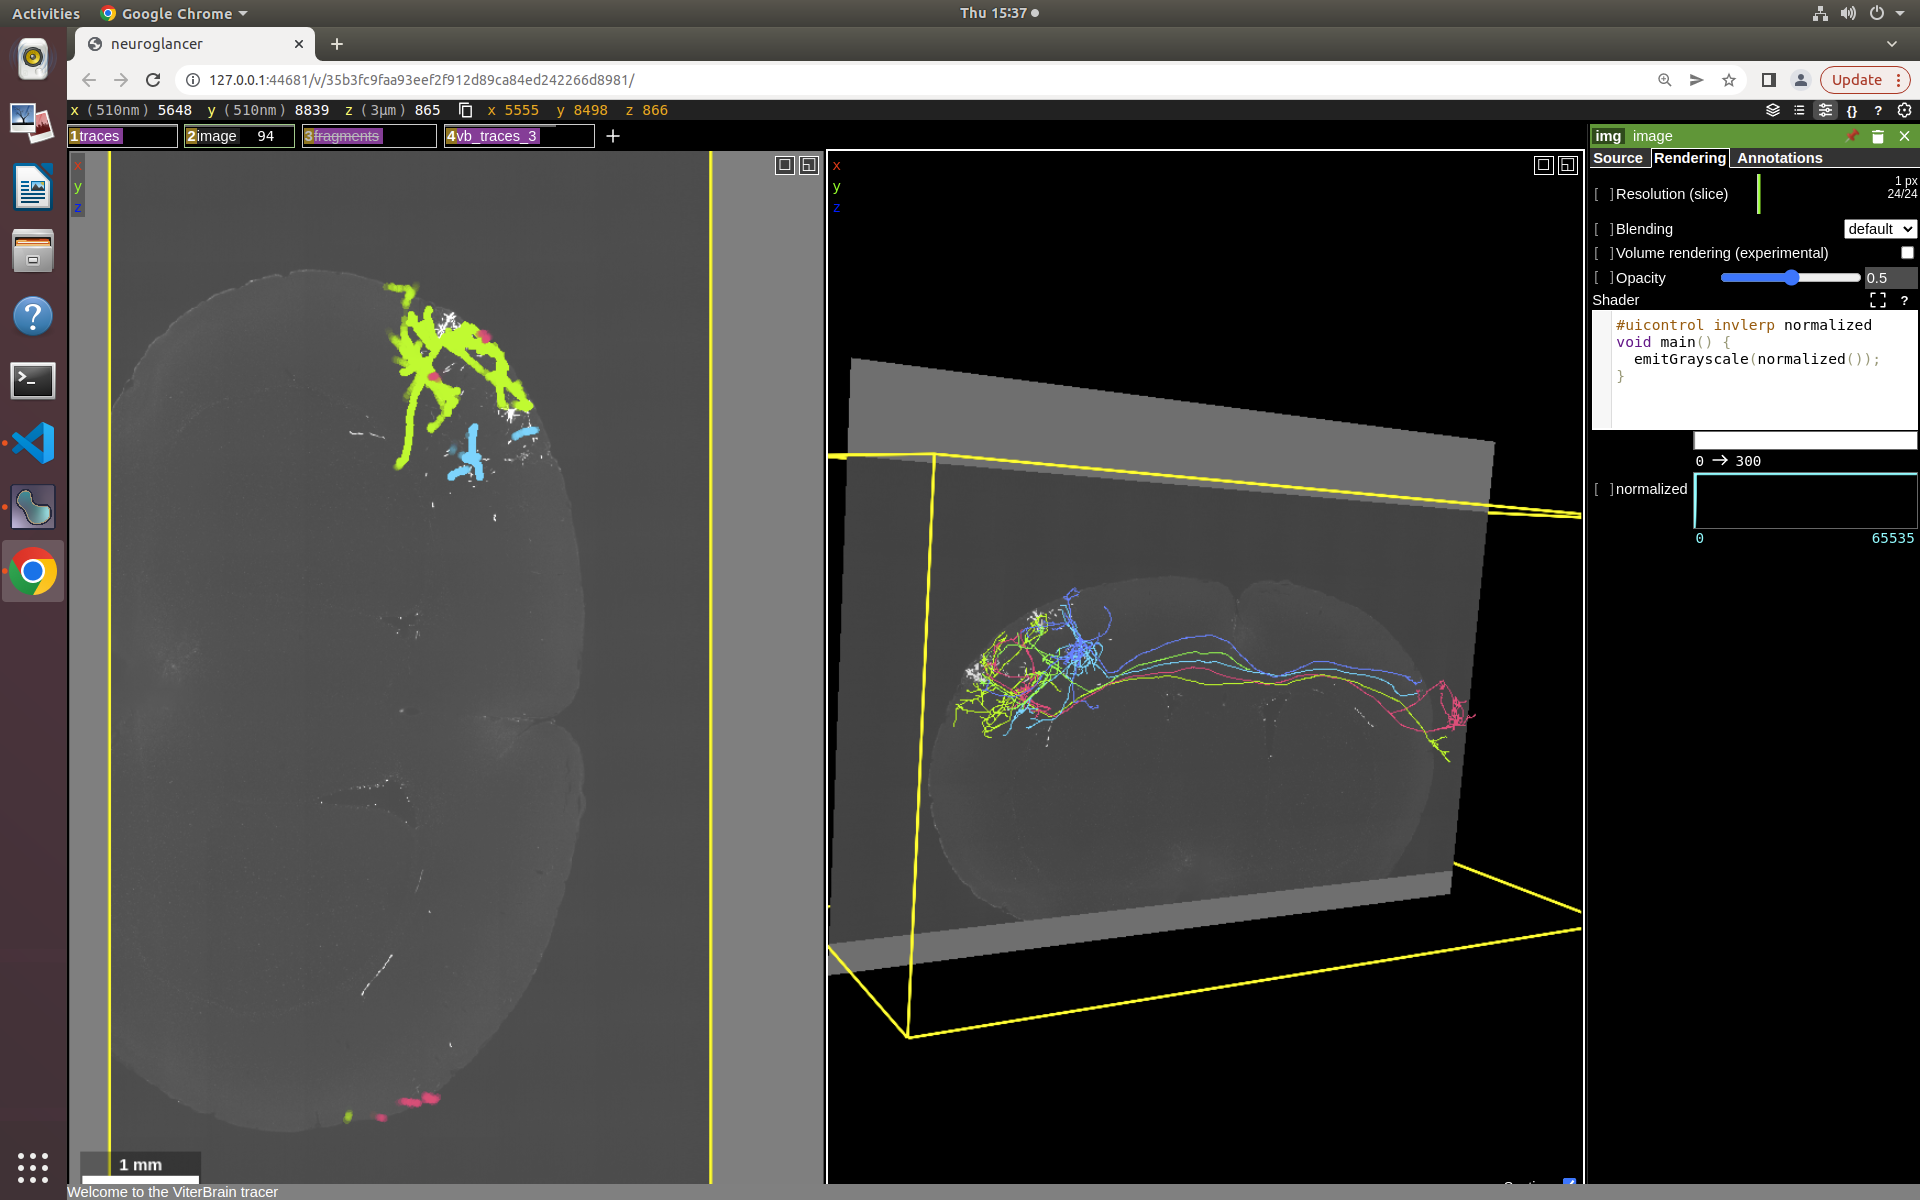 Activities
Google Chrome
Thu 15:37
neuroglancer
127.0.0.1:44681/v/35b3fc9faa93eef2f912d89ca84ed242266d8981/
Update
x (510nm) 5648 y (510nm) 8839 z (3µm) 865 x 5555 y 8498 z 866
{} ?
1traces
2image 94
3fragments
4vb_traces_3
+
x
y
z
1 mm
x
y
z
img image
Source Rendering Annotations
[ ]Resolution (slice)
1 px
24/24
[ ]Blending default
[ ]Volume rendering (experimental)
[ ]Opacity 0.5
Shader ?
#uicontrol invlerp normalized
void main() {
emitGrayscale(normalized());
}
0 → 300
[ ]normalized
0 65535
Welcome to the ViterBrain tracer